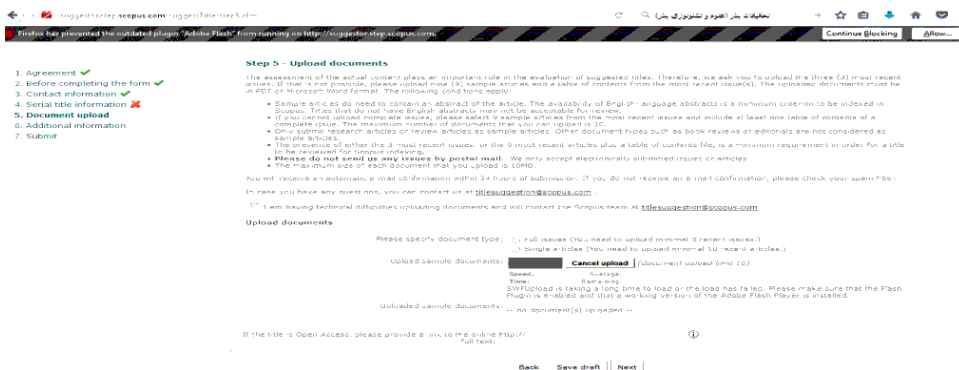 suggestor.step.scopus.com
تحقیقات بذر (علوم و تکنولوژی بذر)
Firefox has prevented the outdated plugin "Adobe Flash" from running on http://suggestor.step.scopus.com.
Continue Blocking
Allow...
Step 5 - Upload documents
1. Agreement
2. Before completing the form
3. Contact information
4. Serial title information
5. Document upload
6. Additional information
7. Submit
The assessment of the actual content plays an important role in the evaluation of suggested titles. Therefore, we ask you to upload the three (3) most recent
issues. If that is not possible, please upload nine (9) sample articles and a table of contents from the most recent issue(s). The uploaded documents must be
in PDF or Microsoft Word format. The following conditions apply:
• Sample articles do need to contain an abstract of the article. The availability of English-language abstracts is a minimum criterion to be indexed in
Scopus. Titles that do not have English abstracts may not be acceptable for review.
• If you cannot upload complete issues, please select 9 sample articles from the most recent issues and include at least one table of contents of a
complete issue. The maximum number of documents that you can upload is 10.
• Only submit research articles or review articles as sample articles. Other document types such as book reviews or editorials are not considered as
sample articles.
• The presence of either the 3 most recent issues, or the 9 most recent articles plus a table of contents file, is a minimum requirement in order for a title
to be reviewed for Scopus indexing.
• Please do not send us any issues by postal mail. We only accept electronically submitted issues or articles
• The maximum size of each document that you upload is 10MB.
You will receive an automatic e-mail confirmation within 24 hours of submission. If you do not receive an e-mail confirmation, please check your spam filter.
In case you have any questions, you can contact us at titlesuggestion@scopus.com .
I am having technical difficulties uploading documents and will contact the Scopus team at titlesuggestion@scopus.com
Upload documents
Please specify document type: Full issues (You need to upload minimal 3 recent issues.)
Single articles (You need to upload minimal 10 recent articles.)
Upload sample documents: Cancel upload (document upload limit 10)
Speed: Average:
Time: Remaining:
SWFUpload is taking a long time to load or the load has failed. Please make sure that the Flash
Plugin is enabled and that a working version of the Adobe Flash Player is installed.
Uploaded sample documents: -- no document(s) uploaded --
If the title is Open Access, please provide a link to the online http://
full text:
Back Save draft Next